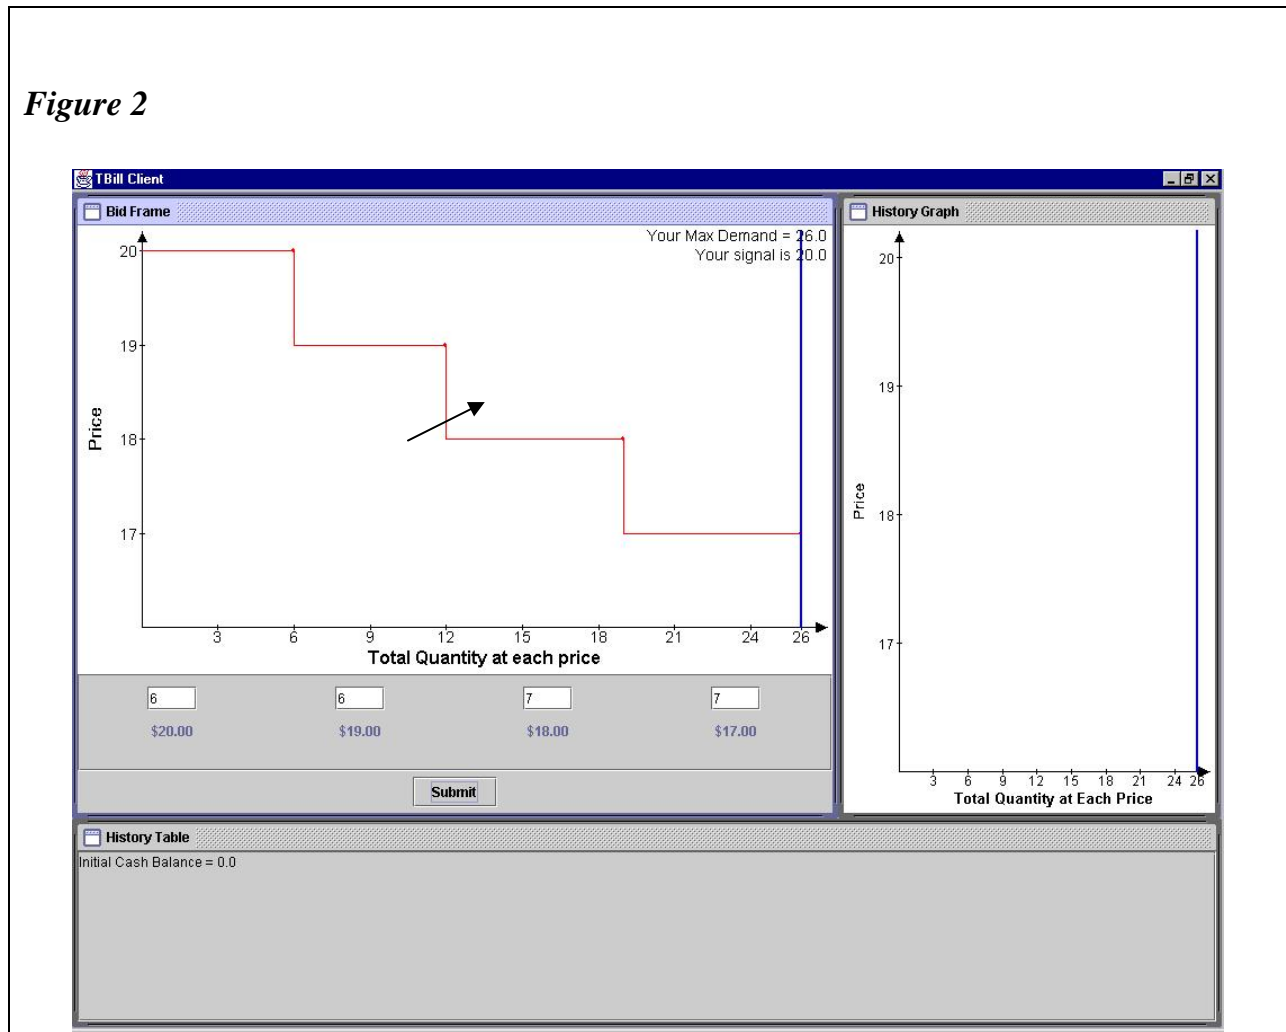 Figure 2
TBill Client
Bid Frame
Your Max Demand = 26.0
Your signal is 20.0
20
19
18
17
Price
3 6 9 12 15 18 21 24 26
Total Quantity at each price
6 6 7 7
$20.00 $19.00 $18.00 $17.00
Submit
History Graph
20
19
18
17
Price
3 6 9 12 15 18 21 24 26
Total Quantity at Each Price
History Table
Initial Cash Balance = 0.0